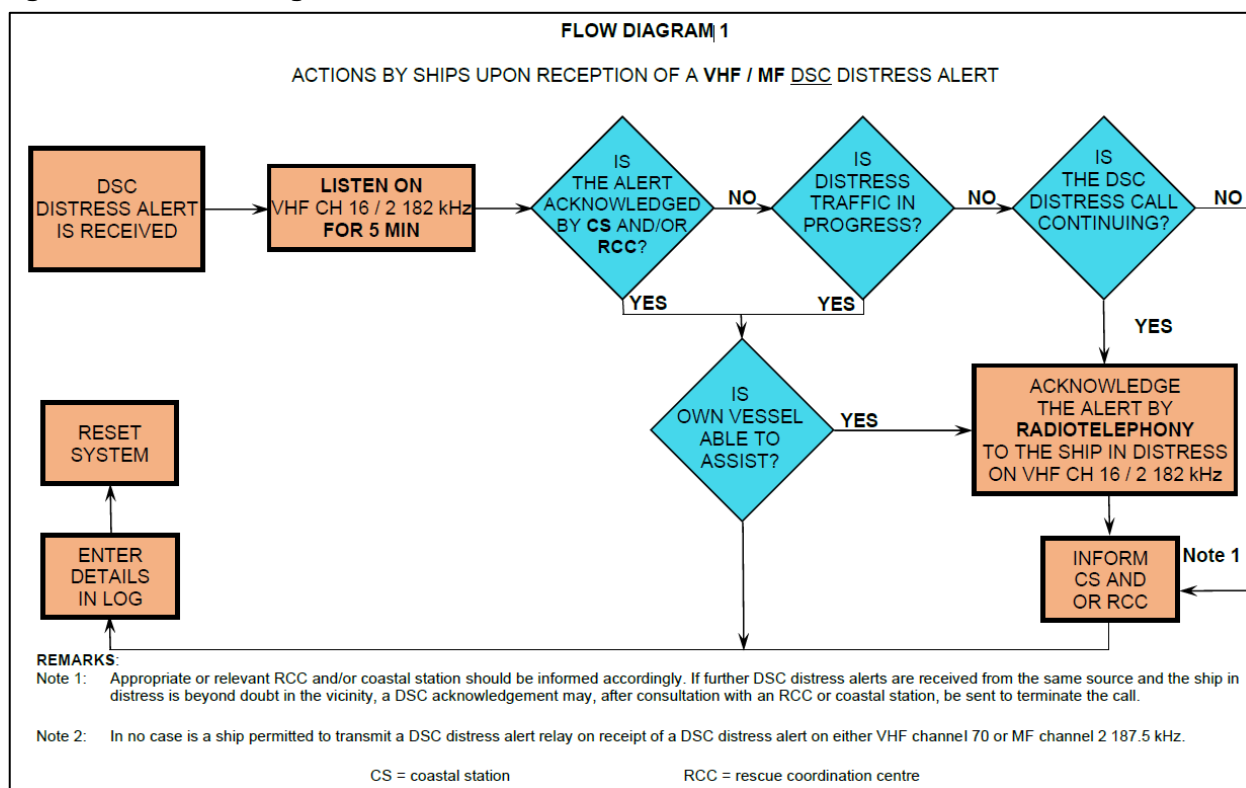 FLOW DIAGRAM 1
ACTIONS BY SHIPS UPON RECEPTION OF A VHF / MF DSC DISTRESS ALERT
DSC
DISTRESS ALERT
IS RECEIVED
LISTEN ON
VHF CH 16 / 2 182 kHz
FOR 5 MIN
IS
THE ALERT
ACKNOWLEDGED
BY CS AND/OR
RCC?
NO
IS
DISTRESS
TRAFFIC IN
PROGRESS?
NO
IS
THE DSC
DISTRESS CALL
CONTINUING?
NO
YES
YES
YES
IS
OWN VESSEL
ABLE TO
ASSIST?
YES
ACKNOWLEDGE
THE ALERT BY
RADIOTELEPHONY
TO THE SHIP IN DISTRESS
ON VHF CH 16 / 2 182 kHz
RESET
SYSTEM
ENTER
DETAILS
IN LOG
INFORM
CS AND
OR RCC
Note 1
REMARKS:
Note 1: Appropriate or relevant RCC and/or coastal station should be informed accordingly. If further DSC distress alerts are received from the same source and the ship in
distress is beyond doubt in the vicinity, a DSC acknowledgement may, after consultation with an RCC or coastal station, be sent to terminate the call.
Note 2: In no case is a ship permitted to transmit a DSC distress alert relay on receipt of a DSC distress alert on either VHF channel 70 or MF channel 2 187.5 kHz.
CS = coastal station RCC = rescue coordination centre